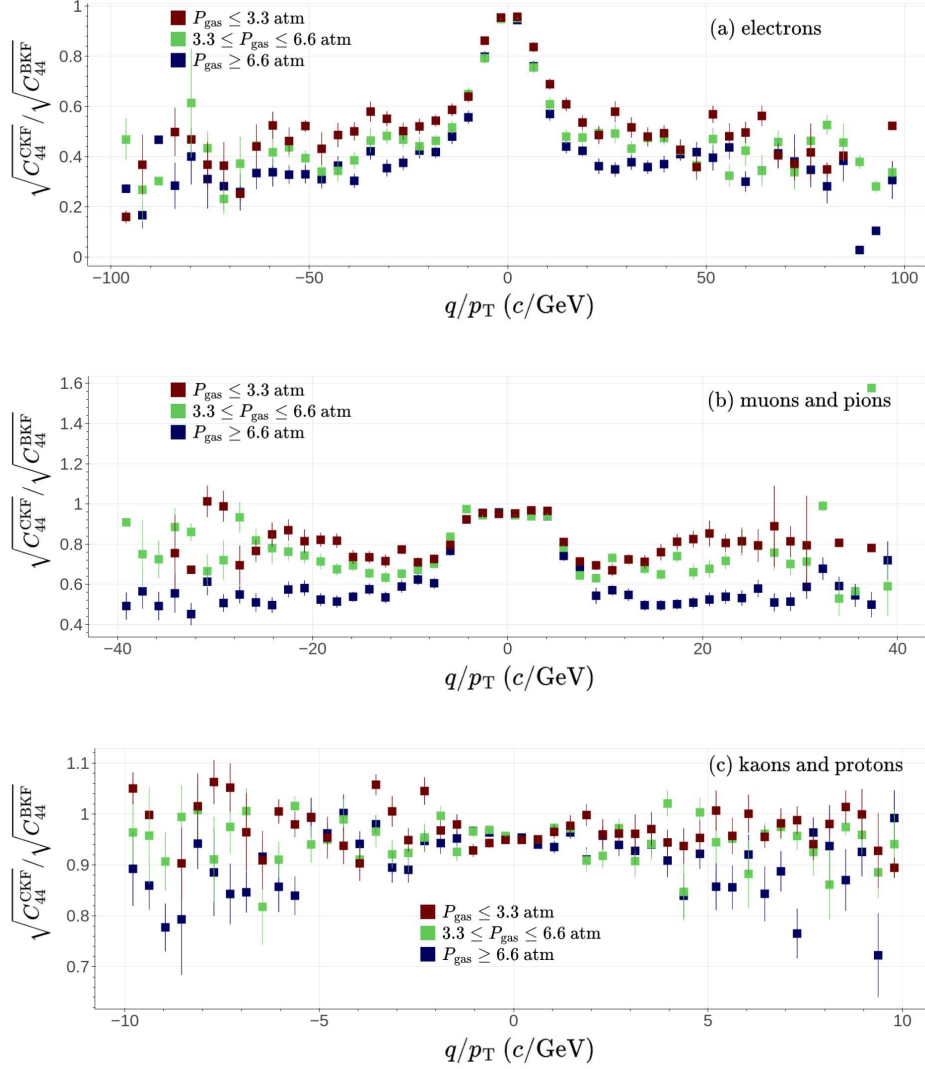 (a) electrons
P_gas ≤ 3.3 atm
3.3 ≤ P_gas ≤ 6.6 atm
P_gas ≥ 6.6 atm
√C_44^CKF / √C_44^BKF
1
0.8
0.6
0.4
0.2
0
−100 −50 0 50 100
q/p_T (c/GeV)
(b) muons and pions
P_gas ≤ 3.3 atm
3.3 ≤ P_gas ≤ 6.6 atm
P_gas ≥ 6.6 atm
√C_44^CKF / √C_44^BKF
1.6
1.4
1.2
1
0.8
0.6
0.4
−40 −20 0 20 40
q/p_T (c/GeV)
(c) kaons and protons
√C_44^CKF / √C_44^BKF
1.1
1
0.9
0.8
0.7
P_gas ≤ 3.3 atm
3.3 ≤ P_gas ≤ 6.6 atm
P_gas ≥ 6.6 atm
−10 −5 0 5 10
q/p_T (c/GeV)